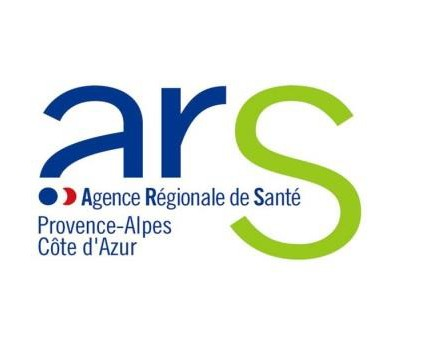 ars
Agence Régionale de Santé
Provence-Alpes
Côte d'Azur